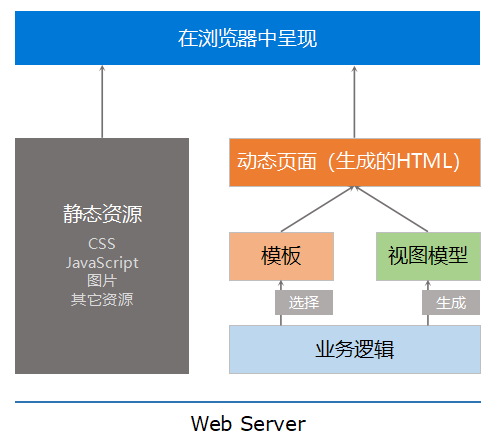 在浏览器中呈现
静态资源
CSS
JavaScript
图片
其它资源
动态页面（生成的HTML）
模板
视图模型
选择
生成
业务逻辑
Web Server